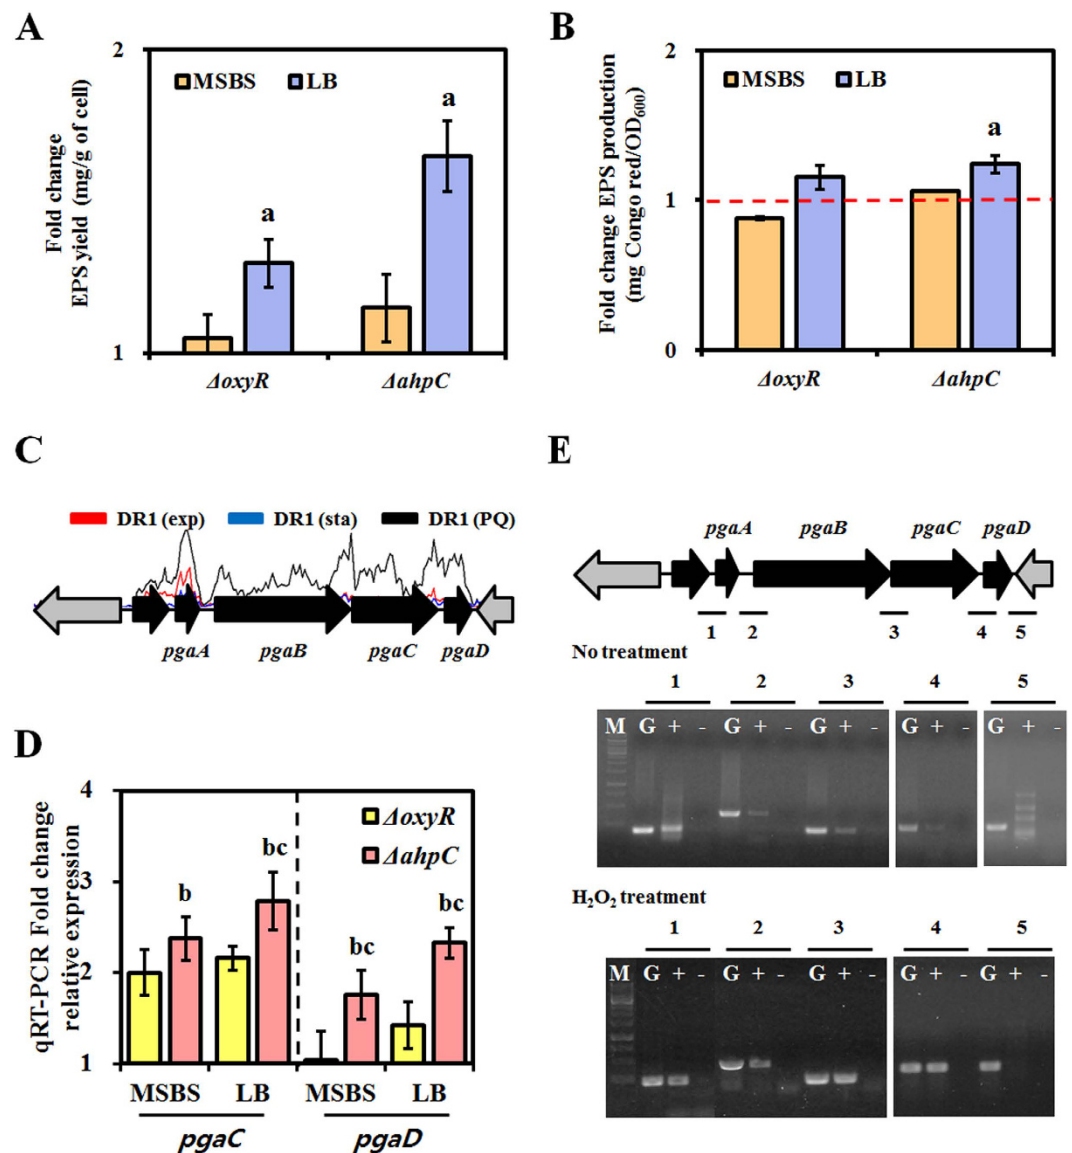 A
2
1
Fold change
EPS yield (mg/g of cell)
MSBS LB
a
a
ΔoxyR ΔahpC
B
2
1
0
Fold change EPS production
(mg Congo red/OD600)
MSBS LB
a
ΔoxyR ΔahpC
C
DR1 (exp) DR1 (sta) DR1 (PQ)
pgaA pgaB pgaC pgaD
D
4
3
2
1
qRT-PCR Fold change
relative expression
ΔoxyR
ΔahpC
b bc bc bc
MSBS LB MSBS LB
pgaC pgaD
E
pgaA pgaB pgaC pgaD
1 2 3 4 5
No treatment
1 2 3 4 5
M G + - G + - G + - G + - G + -
H2O2 treatment
1 2 3 4 5
M G + - G + - G + - G + - G + -